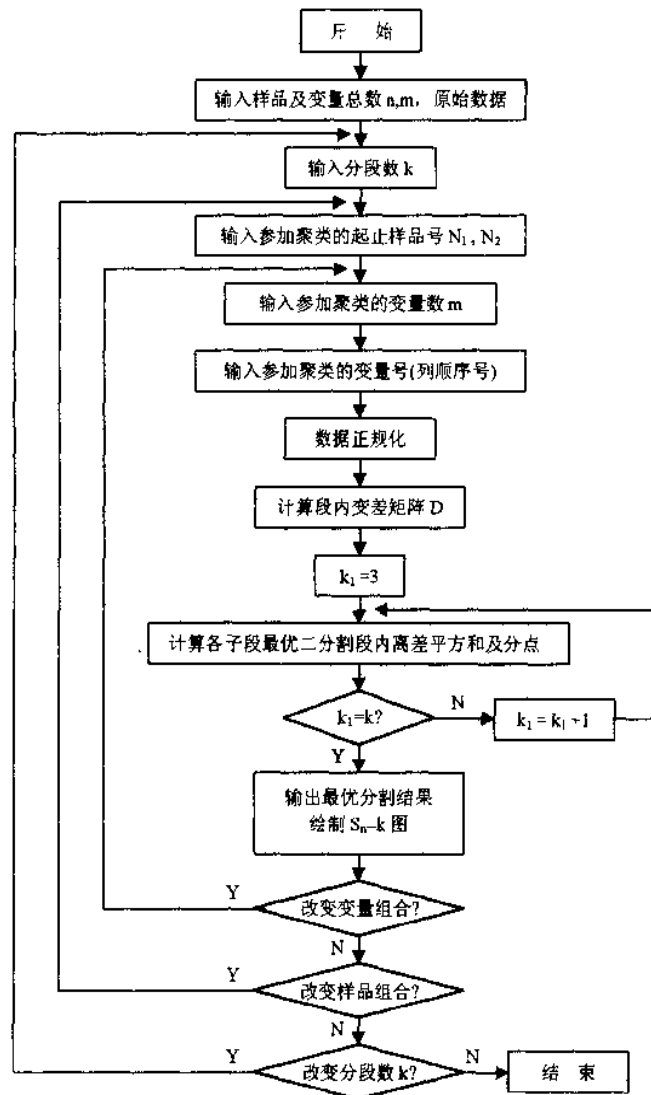 开 始
输入样品及变量总数 n,m, 原始数据
输入分段数 k
输入参加聚类的起止样品号 N₁, N₂
输入参加聚类的变量数 m
输入参加聚类的变量号(列顺序号)
数据正规化
计算段内变差矩阵 D
k₁ =3
计算各子段最优二分割段内离差平方和及分点
k₁=k?
N
k₁ = k₁ +1
Y
输出最优分割结果
绘制 Sₙ–k 图
Y
改变变量组合?
N
Y
改变样品组合?
N
Y
改变分段数 k?
N
结 束